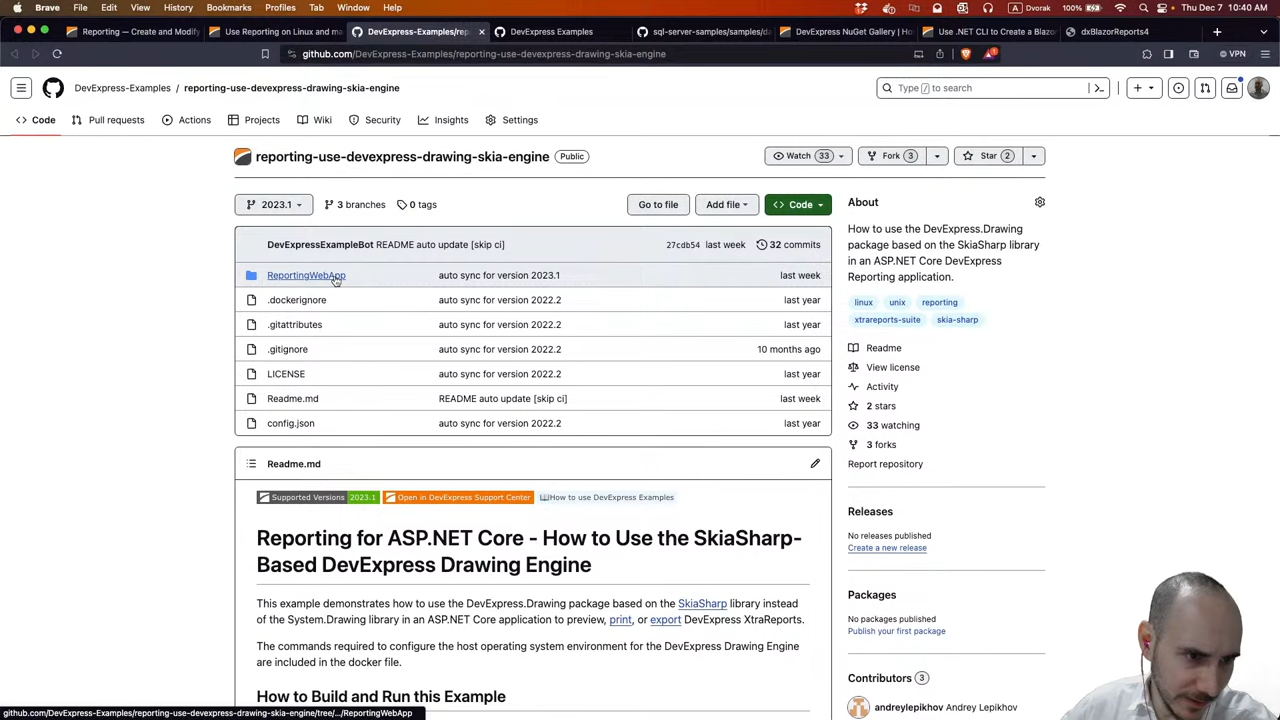 Brave File Edit View History Bookmarks Profiles Tab Window Help 100% Thu Dec 7 10:40 AM
Reporting — Create and Modify
Use Reporting on Linux and ma
DevExpress-Examples/rep
DevExpress Examples
sql-server-samples/samples/da
DevExpress NuGet Gallery | Ho
Use .NET CLI to Create a Blazor
dxBlazorReports4
github.com/DevExpress-Examples/reporting-use-devexpress-drawing-skia-engine
VPN
DevExpress-Examples / reporting-use-devexpress-drawing-skia-engine
Type / to search
Code Pull requests Actions Projects Wiki Security Insights Settings
reporting-use-devexpress-drawing-skia-engine Public
Watch 33 Fork 3 Star 2
2023.1 3 branches 0 tags Go to file Add file Code
DevExpressExampleBot README auto update [skip ci] 27cdb54 last week 32 commits
ReportingWebApp auto sync for version 2023.1 last week
.dockerignore auto sync for version 2022.2 last year
.gitattributes auto sync for version 2022.2 last year
.gitignore auto sync for version 2022.2 10 months ago
LICENSE auto sync for version 2022.2 last year
Readme.md README auto update [skip ci] last week
config.json auto sync for version 2022.2 last year
Readme.md
Supported Versions 2023.1 Open in DevExpress Support Center How to use DevExpress Examples
Reporting for ASP.NET Core - How to Use the SkiaSharp-
Based DevExpress Drawing Engine
This example demonstrates how to use the DevExpress.Drawing package based on the SkiaSharp library instead
of the System.Drawing library in an ASP.NET Core application to preview, print, or export DevExpress XtraReports.
The commands required to configure the host operating system environment for the DevExpress Drawing Engine
are included in the docker file.
How to Build and Run this Example
About
How to use the DevExpress.Drawing
package based on the SkiaSharp library
in an ASP.NET Core DevExpress
Reporting application.
linux unix reporting
xtrareports-suite skia-sharp
Readme
View license
Activity
2 stars
33 watching
3 forks
Report repository
Releases
No releases published
Create a new release
Packages
No packages published
Publish your first package
Contributors 3
andreylepikhov Andrey Lepikhov
github.com/DevExpress-Examples/reporting-use-devexpress-drawing-skia-engine/tree/.../ReportingWebApp